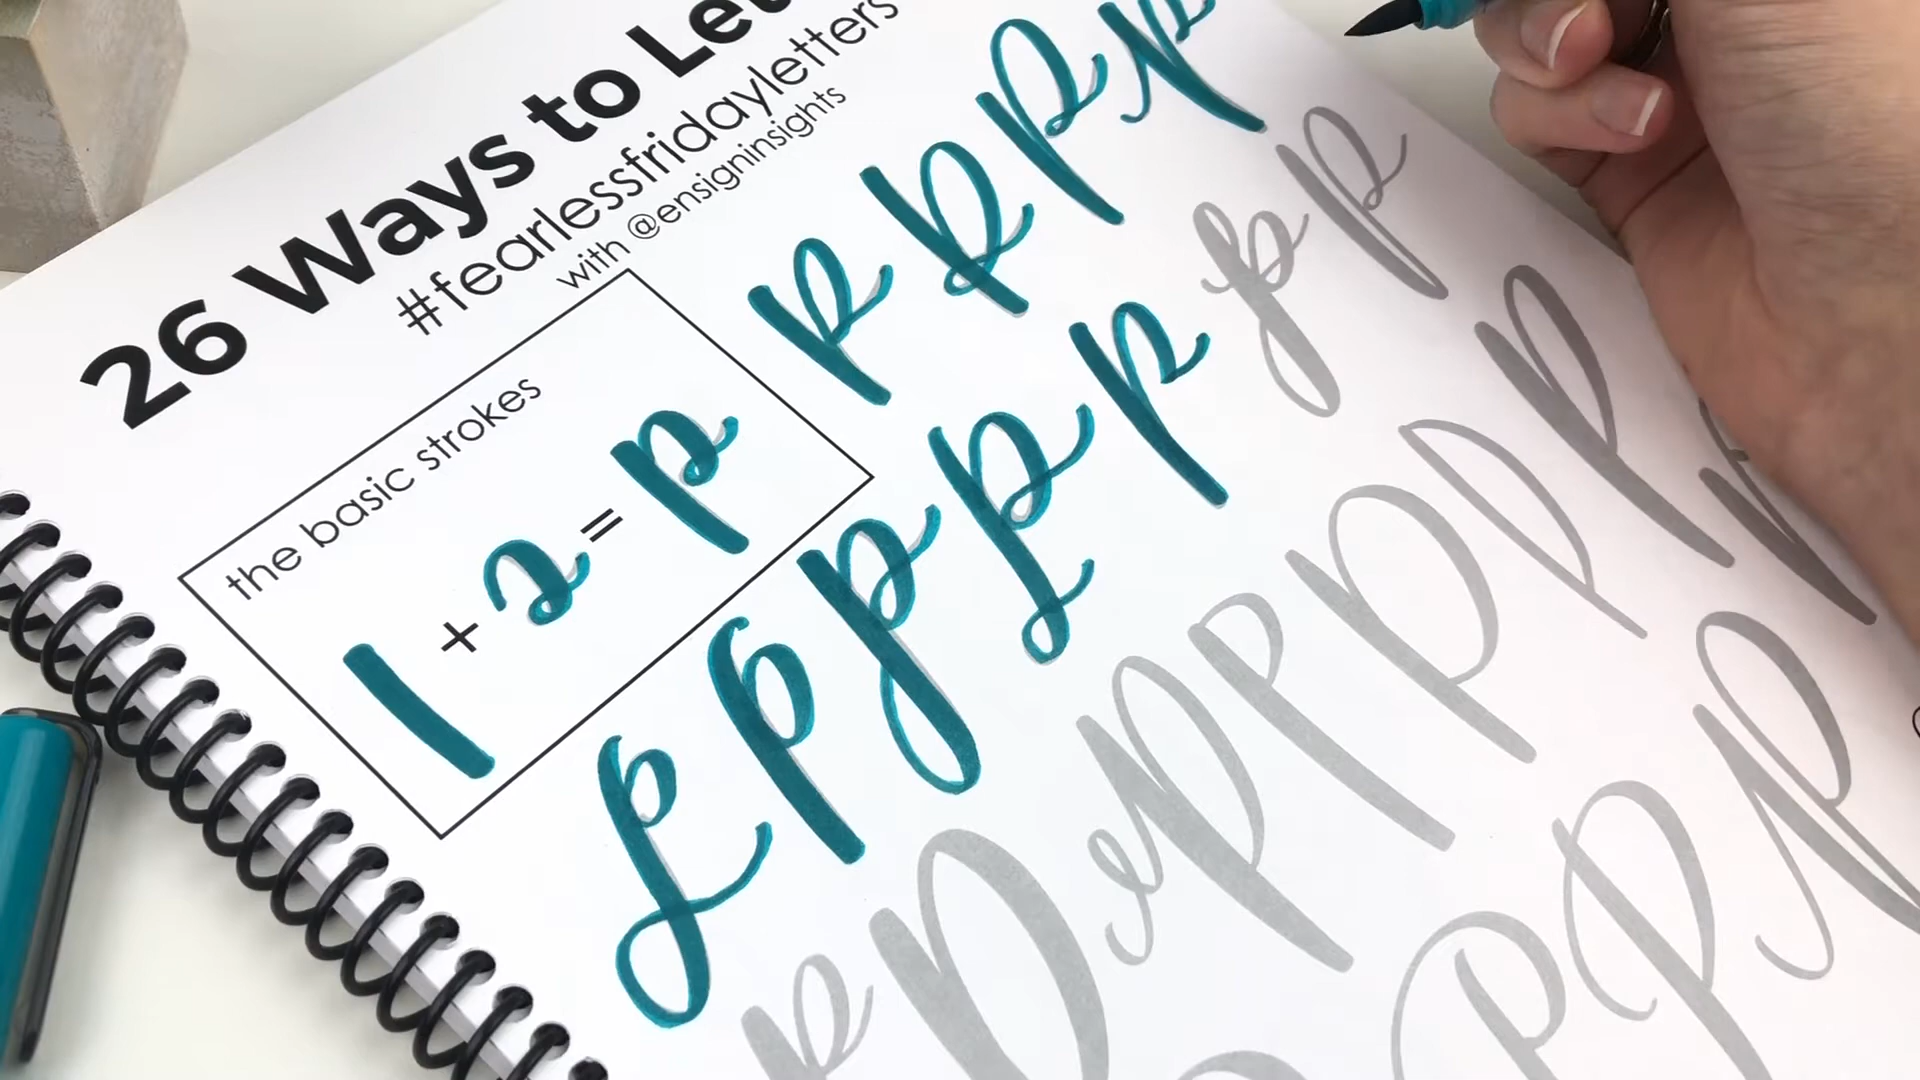 26 Ways to Let
#fearlessfridayletters
with @ensigninsights
the basic strokes
p p p p
p p p p p p
p p p p p p p
p p p p